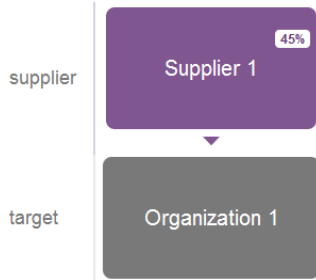 45%
supplier
Supplier 1
target
Organization 1